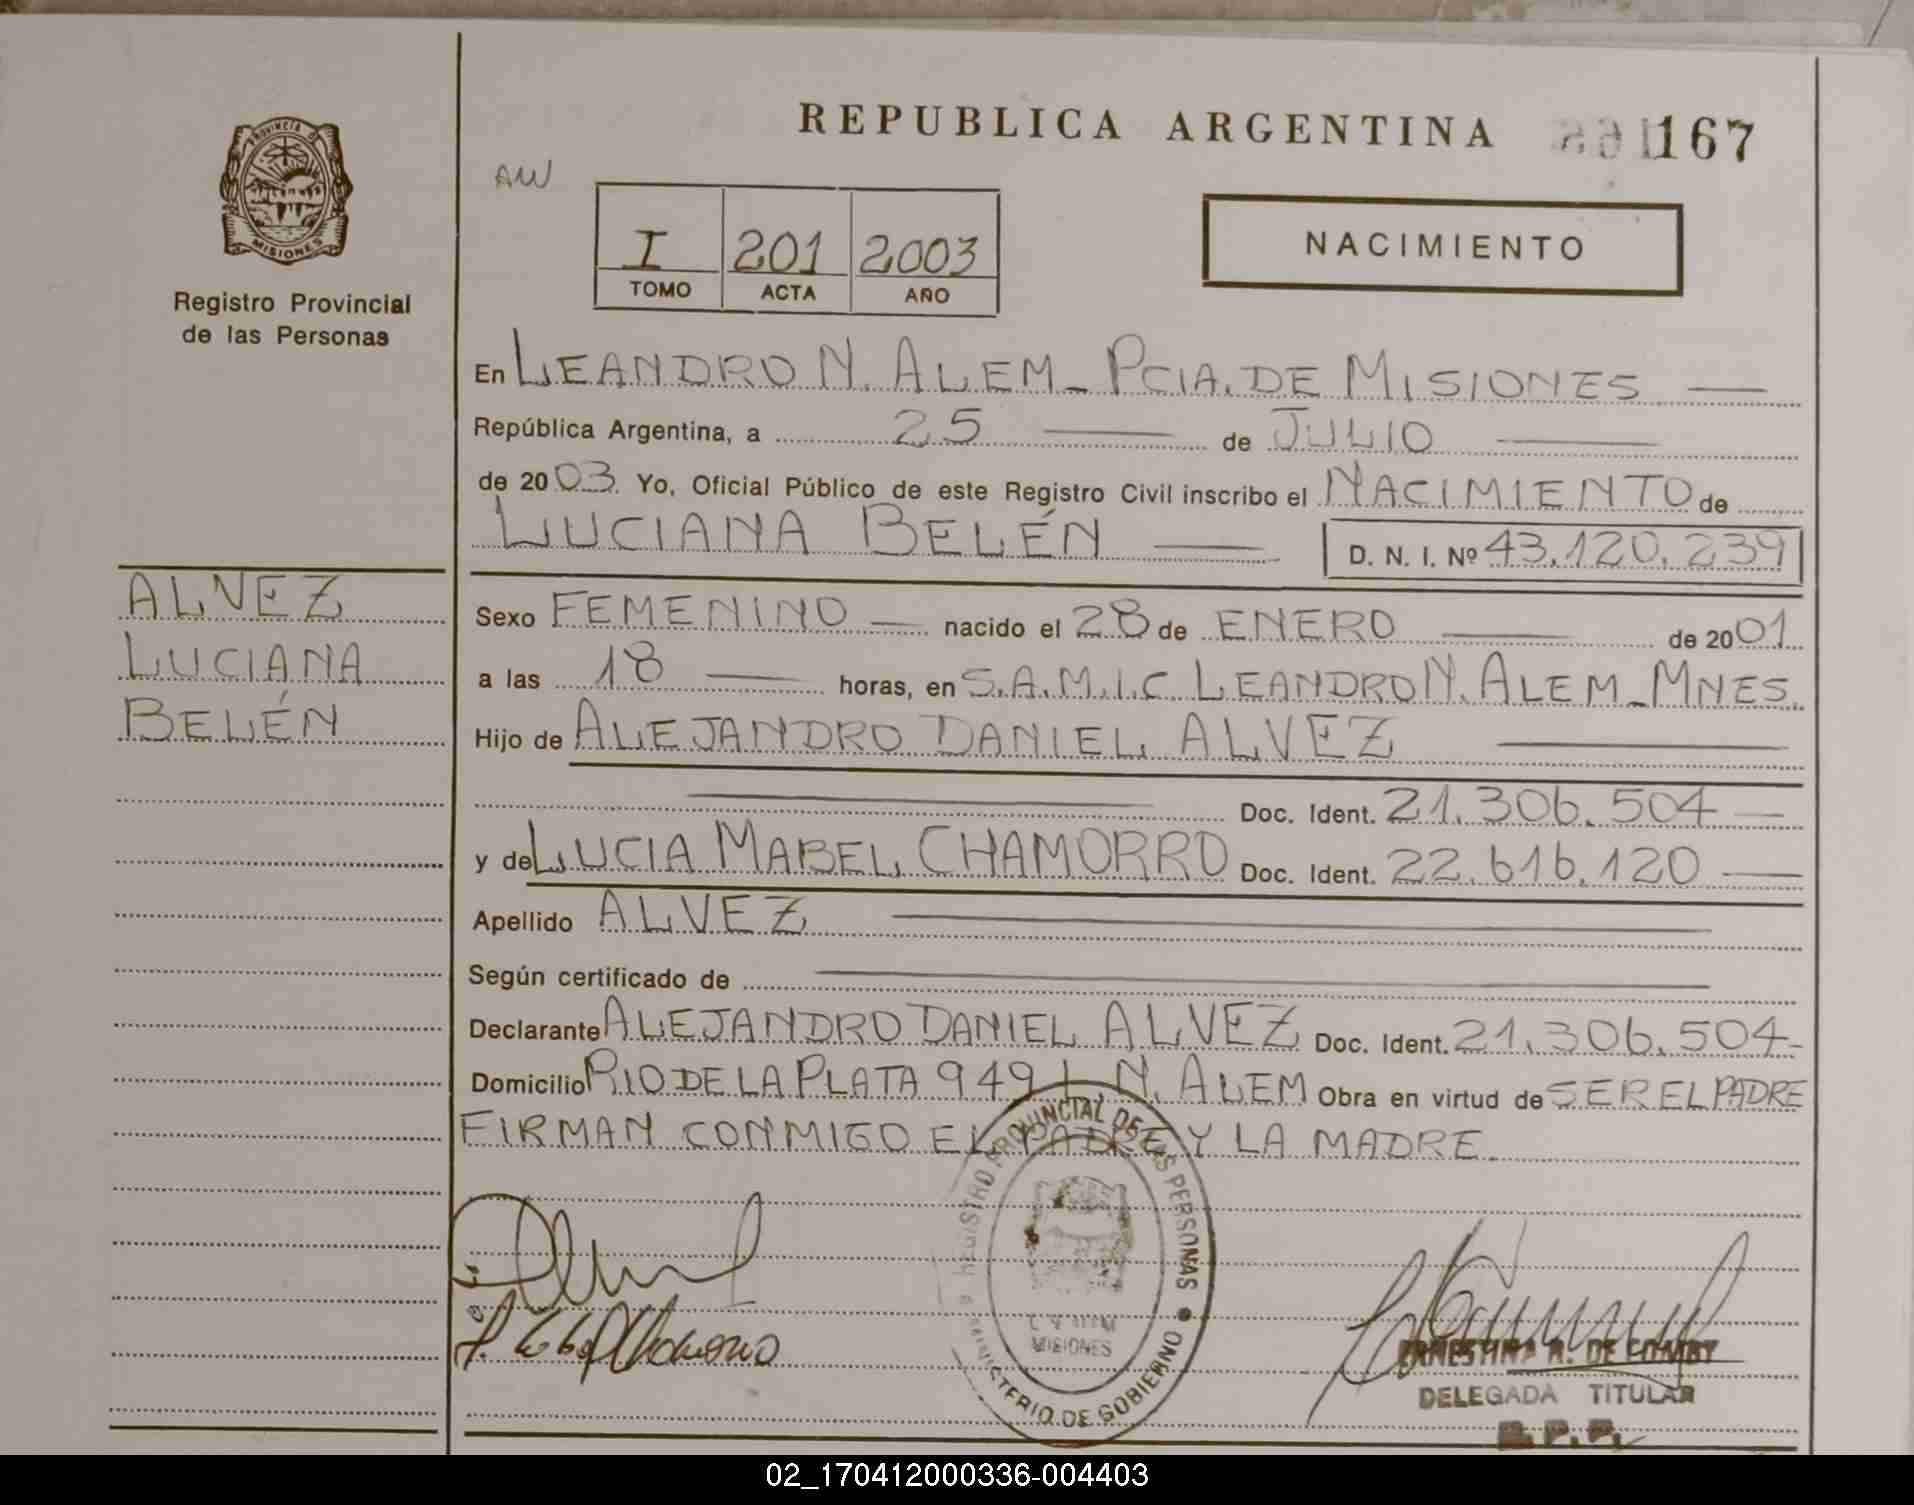 REPUBLICA ARGENTINA
167
PROVINCIA DE
MISIONES
Registro Provincial
de las Personas
AW
I 201 2003
TOMO ACTA AÑO
NACIMIENTO
En LEANDRO N. ALEM - PCIA. DE MISIONES
República Argentina, a 25 de JULIO
de 2003 Yo, Oficial Público de este Registro Civil inscribo el NACIMIENTO de
LUCIANA BELÉN D. N. I. Nº 43.120.239
ALVEZ
LUCIANA
BELÉN
Sexo FEMENINO nacido el 28 de ENERO de 2001
a las 18 horas, en S.A.M.I.C LEANDRO N. ALEM - MNES.
Hijo de ALEJANDRO DANIEL ALVEZ
Doc. Ident. 21.306.504
y de LUCIA MABEL CHAMORRO Doc. Ident. 22.616.120
Apellido ALVEZ
Según certificado de
Declarante ALEJANDRO DANIEL ALVEZ Doc. Ident. 21.306.504-
Domicilio RIO DE LA PLATA 949 L. N. ALEM Obra en virtud de SER EL PADRE
FIRMAN CONMIGO EL PADRE Y LA MADRE.
REGISTRO PROVINCIAL DE LAS PERSONAS
MINISTERIO DE GOBIERNO
L. N. ALEM
MISIONES
ERNESTINA R. DE
DELEGADA TITULAR
R. P. P.
02_170412000336-004403